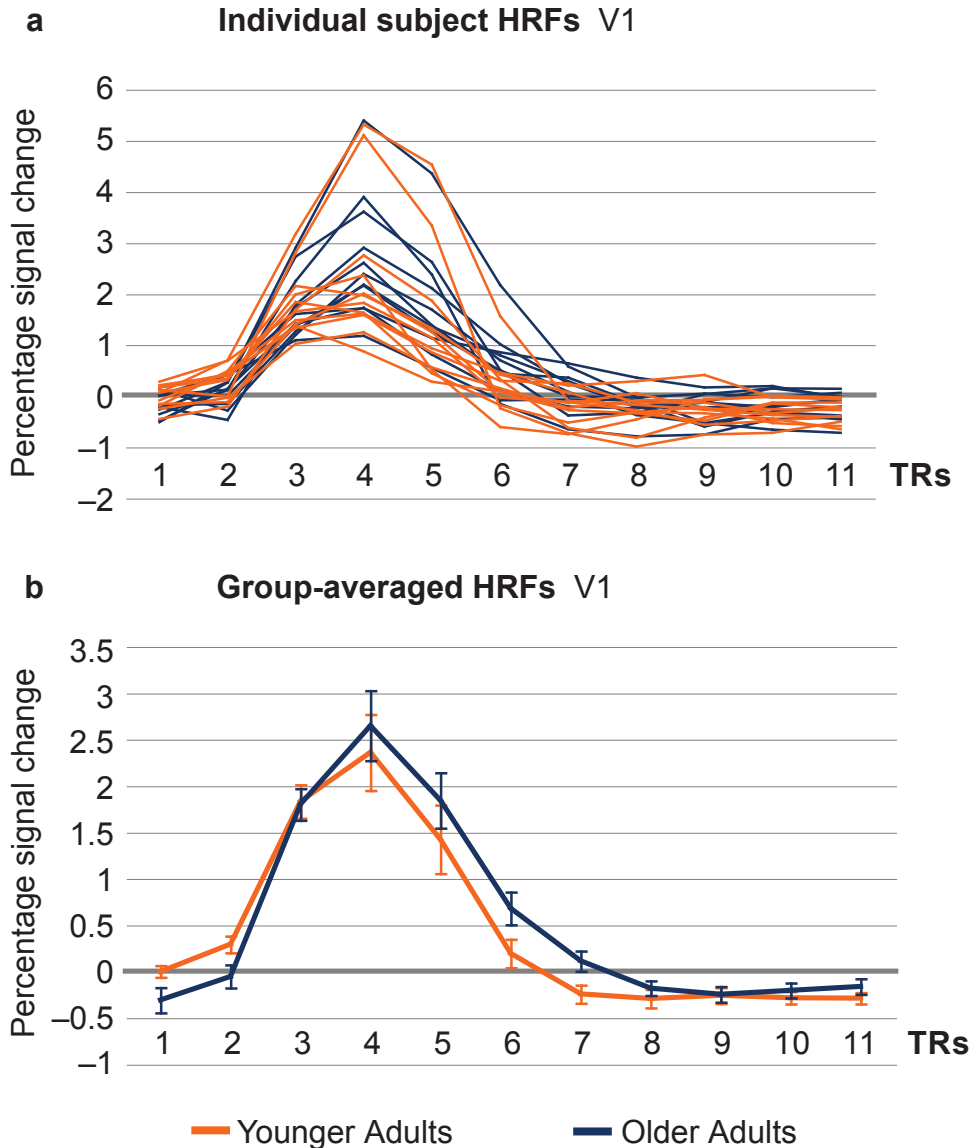 a Individual subject HRFs V1
Percentage signal change
6
5
4
3
2
1
0
–1
–2
1 2 3 4 5 6 7 8 9 10 11 TRs
b Group-averaged HRFs V1
Percentage signal change
3.5
3
2.5
2
1.5
1
0.5
0
–0.5
–1
1 2 3 4 5 6 7 8 9 10 11 TRs
Younger Adults Older Adults